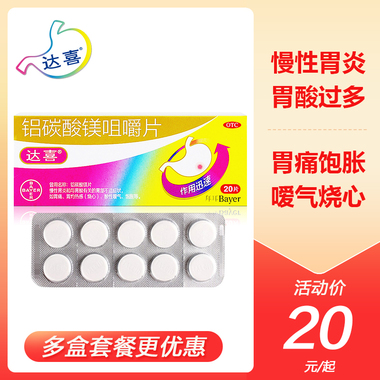 达喜
慢性胃炎
胃酸过多
胃痛饱胀
嗳气烧心
铝碳酸镁咀嚼片
OTC
达喜
作用迅速
20片
BAYER
Bayer
活动价
20
元/起
多盒套餐更优惠